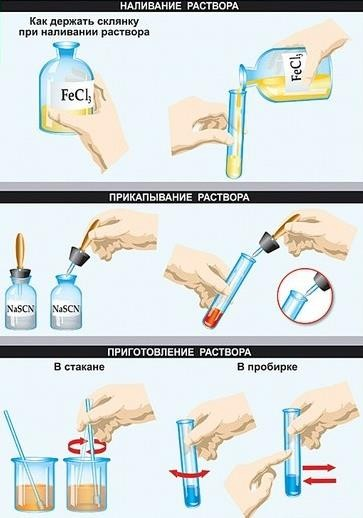 НАЛИВАНИЕ РАСТВОРА
Как держать склянку
при наливании раствора
FeCl3
FeCl3
ПРИКАПЫВАНИЕ РАСТВОРА
NaSCN
NaSCN
ПРИГОТОВЛЕНИЕ РАСТВОРА
В стакане
В пробирке